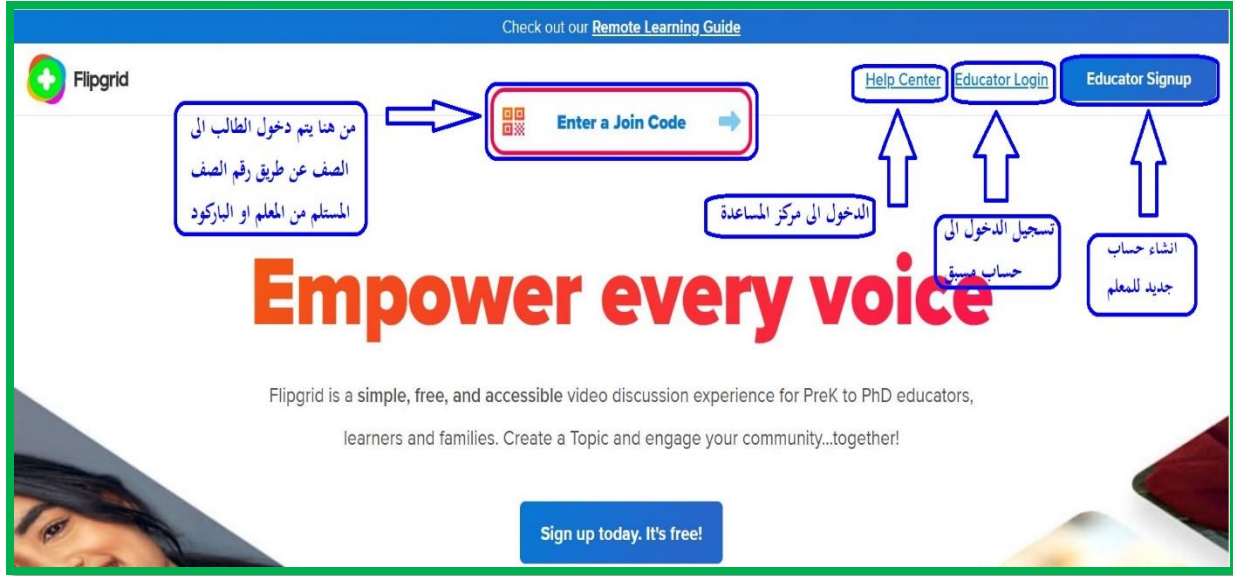 Check out our Remote Learning Guide
Flipgrid
Enter a Join Code
Help Center
Educator Login
Educator Signup
من هنا يتم دخول الطالب الى
الصف عن طريق رقم الصف
المستلم من المعلم او الباركود
الدخول الى مركز المساعدة
تسجيل الدخول الى
حساب مسبق
انشاء حساب
جديد للمعلم
Empower every voice
Flipgrid is a simple, free, and accessible video discussion experience for PreK to PhD educators,
learners and families. Create a Topic and engage your community...together!
Sign up today. It's free!